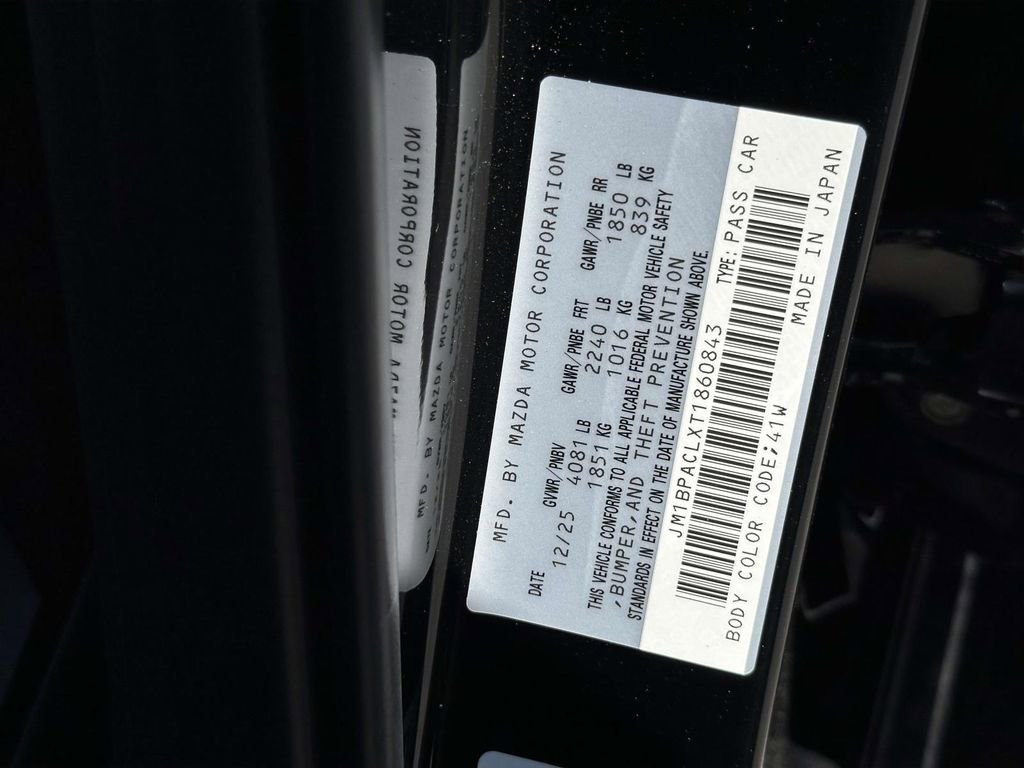 MFD. BY MAZDA MOTOR CORPORATION
DATE GVWR/PNBV GAWR/PNBE FRT GAWR/PNBE RR
12/25 4081 LB 2240 LB 1850 LB
1851 KG 1016 KG 839 KG
THIS VEHICLE CONFORMS TO ALL APPLICABLE FEDERAL MOTOR VEHICLE SAFETY
,BUMPER,AND THEFT PREVENTION
STANDARDS IN EFFECT ON THE DATE OF MANUFACTURE SHOWN ABOVE
JM1BPACLXT1860843 TYPE:PASS CAR
BODY COLOR CODE;41W MADE IN JAPAN
MAZDA MOTOR CORPORATION
MFD. BY MAZDA MOTOR CORPORATION